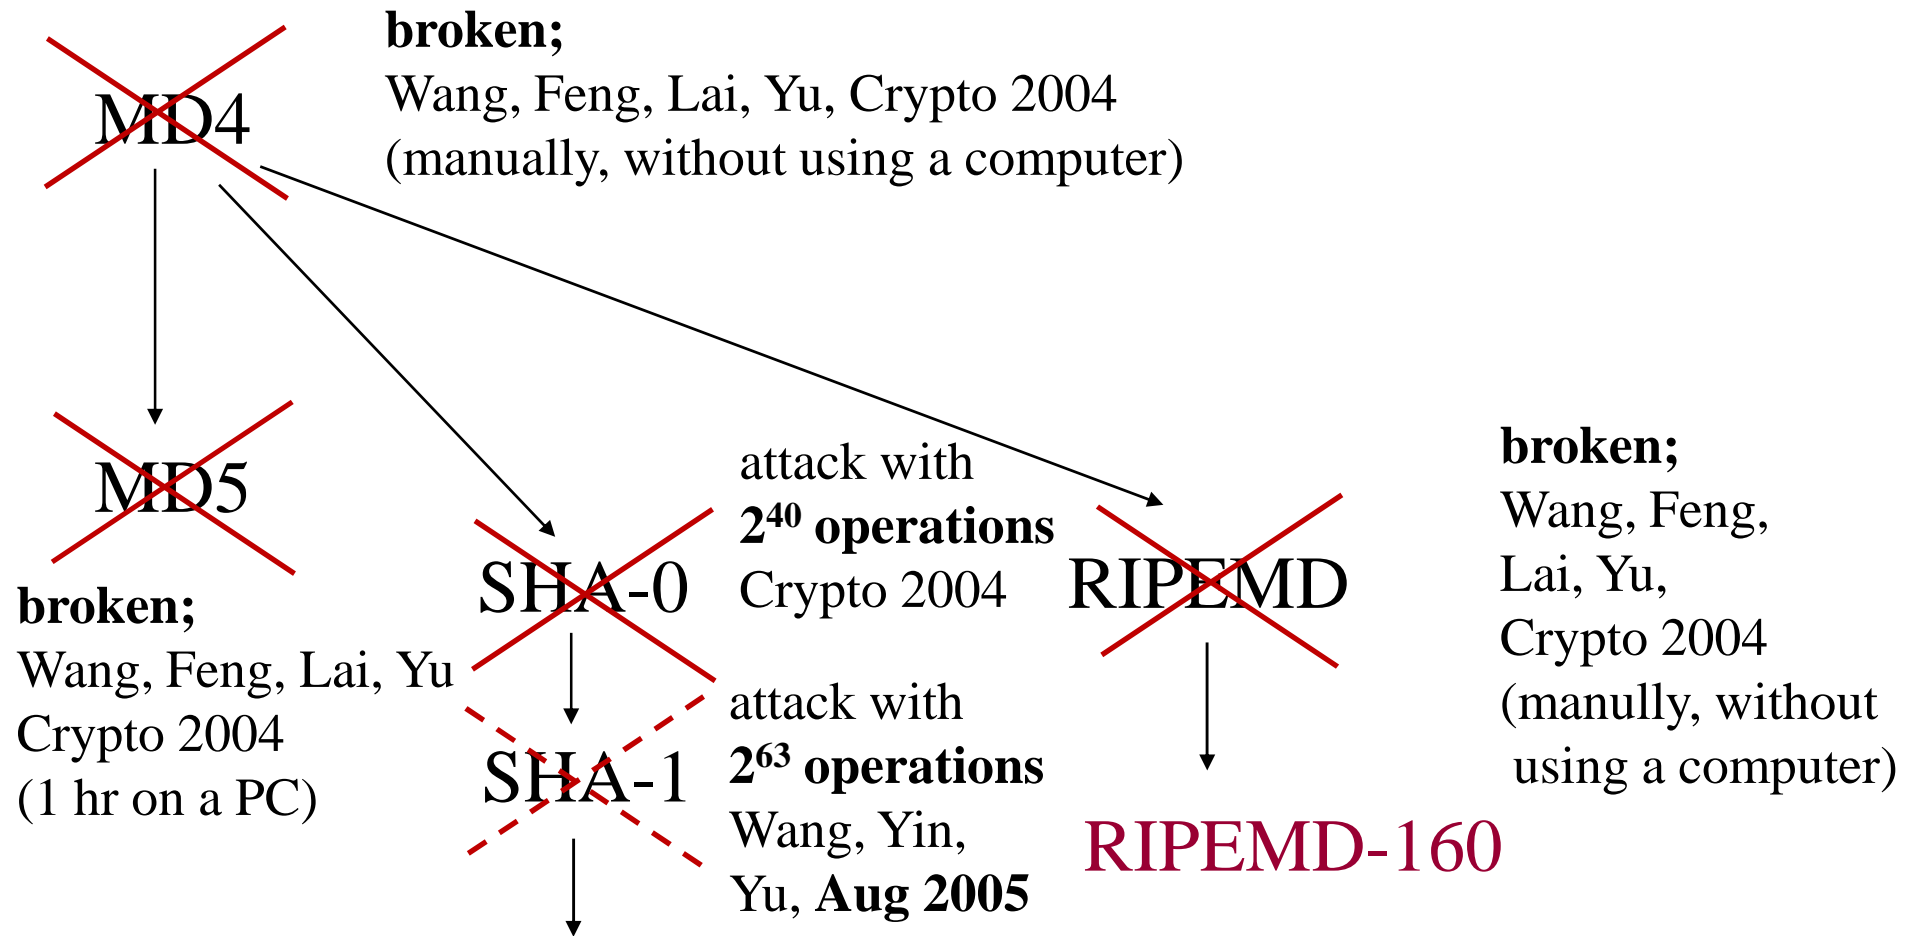 MD4
broken;
Wang, Feng, Lai, Yu, Crypto 2004
(manually, without using a computer)
MD5
broken;
Wang, Feng, Lai, Yu
Crypto 2004
(1 hr on a PC)
SHA-0
attack with
2⁴⁰ operations
Crypto 2004
SHA-1
attack with
2⁶³ operations
Wang, Yin,
Yu, Aug 2005
RIPEMD
broken;
Wang, Feng,
Lai, Yu,
Crypto 2004
(manully, without
using a computer)
RIPEMD-160